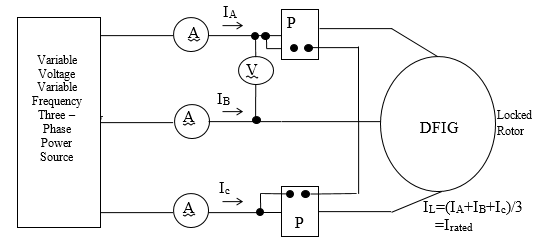 Variable
Voltage
Variable
Frequency
Three –
Phase
Power
Source
A
I_A
P
V
A
I_B
DFIG
Locked
Rotor
A
I_c
P
I_L=(I_A+I_B+I_c)/3
=I_rated